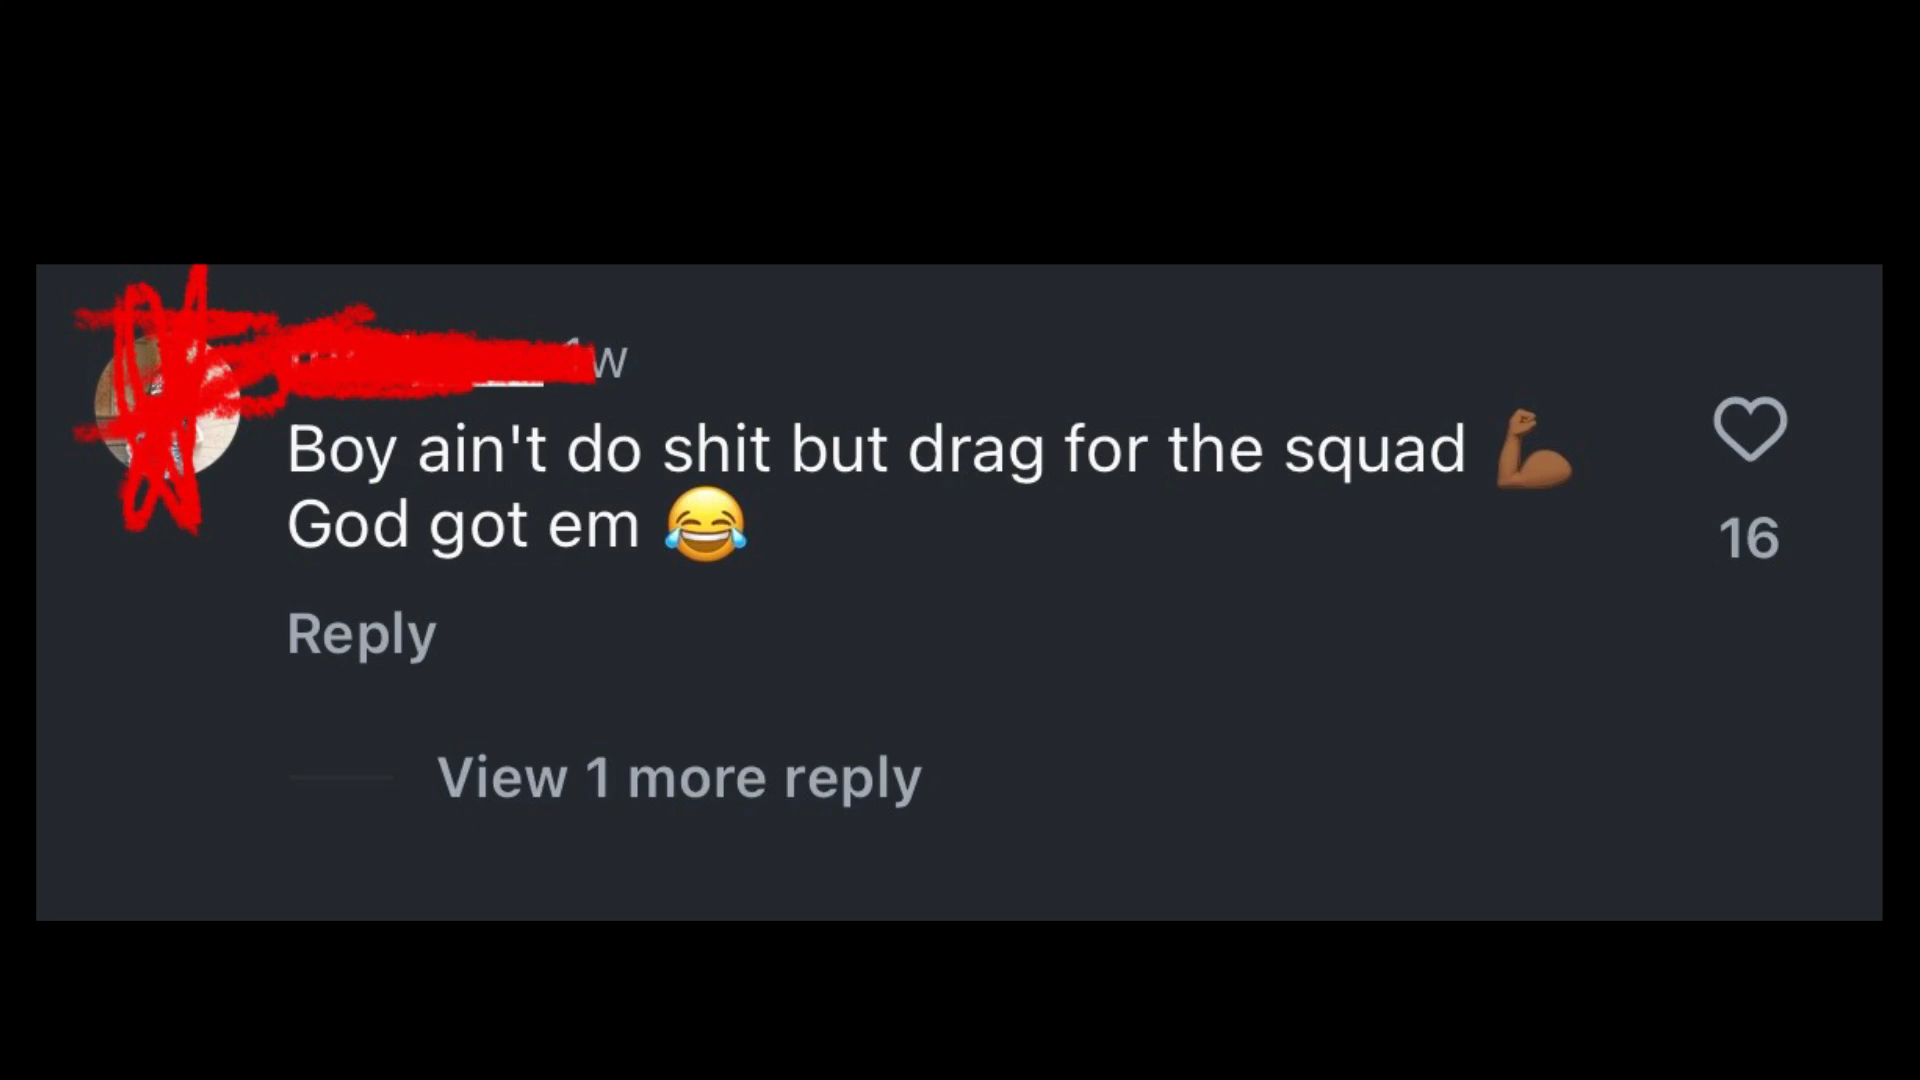 w
Boy ain't do shit but drag for the squad 💪🏾
God got em 😂
16
Reply
View 1 more reply